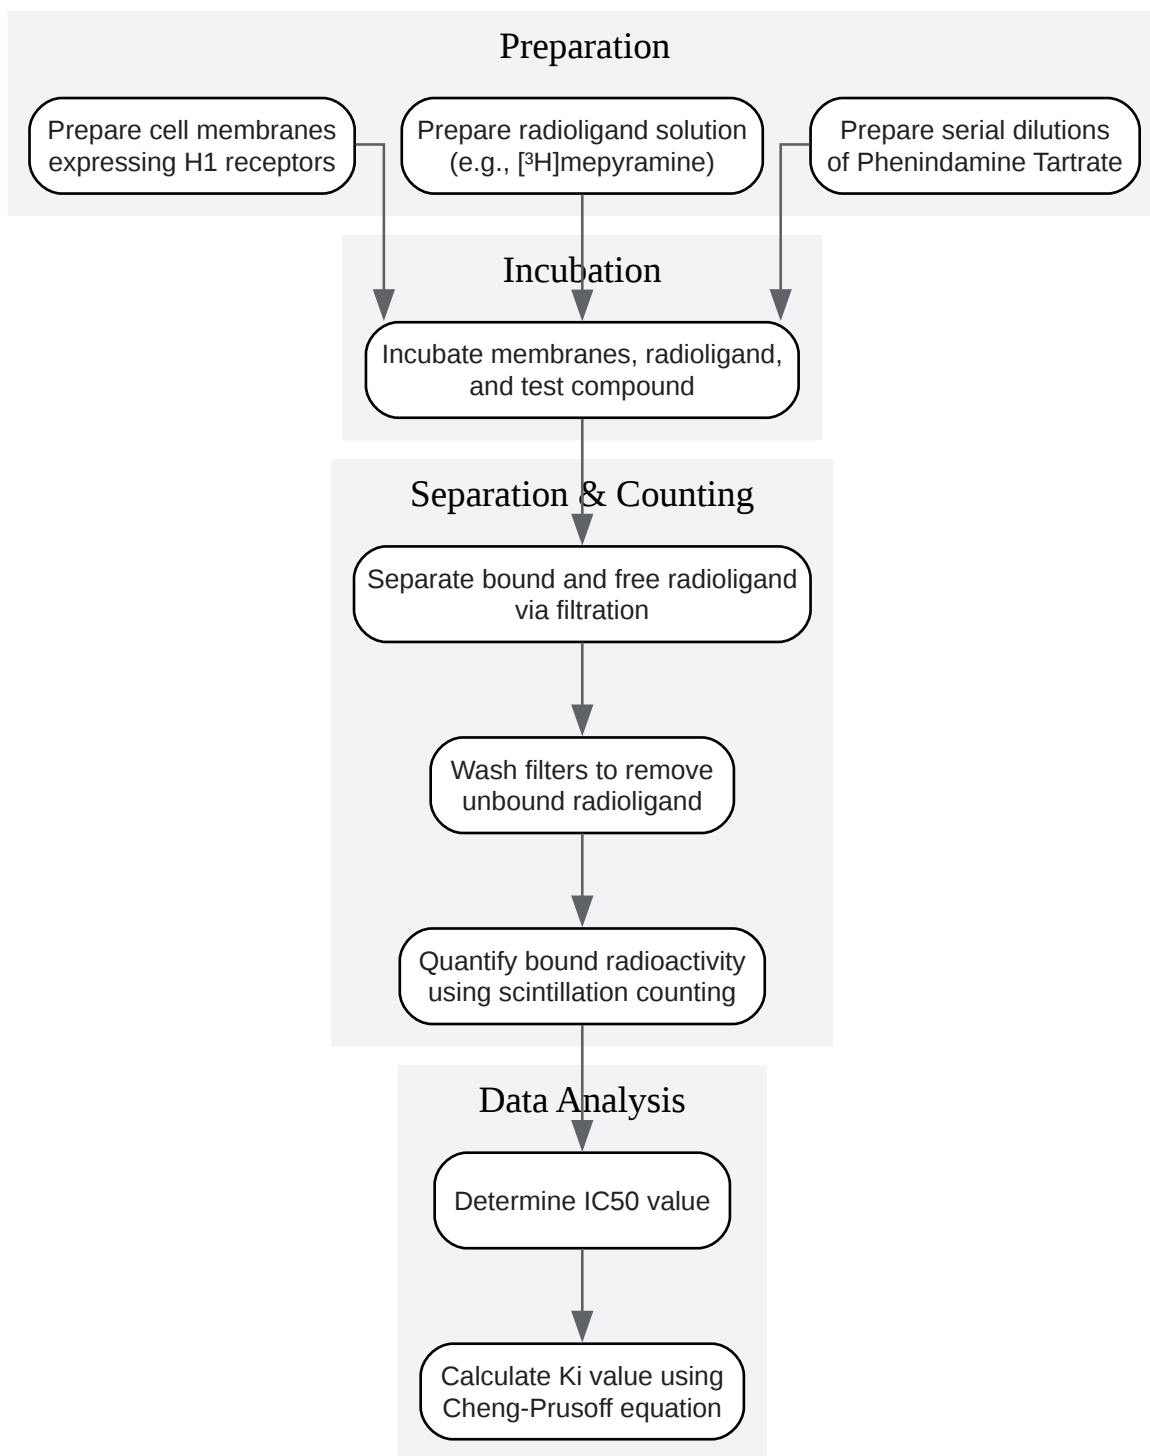 Preparation
Prepare cell membranes
expressing H1 receptors
Prepare radioligand solution
(e.g., [³H]mepyramine)
Prepare serial dilutions
of Phenindamine Tartrate
Incubation
Incubate membranes, radioligand,
and test compound
Separation & Counting
Separate bound and free radioligand
via filtration
Wash filters to remove
unbound radioligand
Quantify bound radioactivity
using scintillation counting
Data Analysis
Determine IC50 value
Calculate Ki value using
Cheng-Prusoff equation